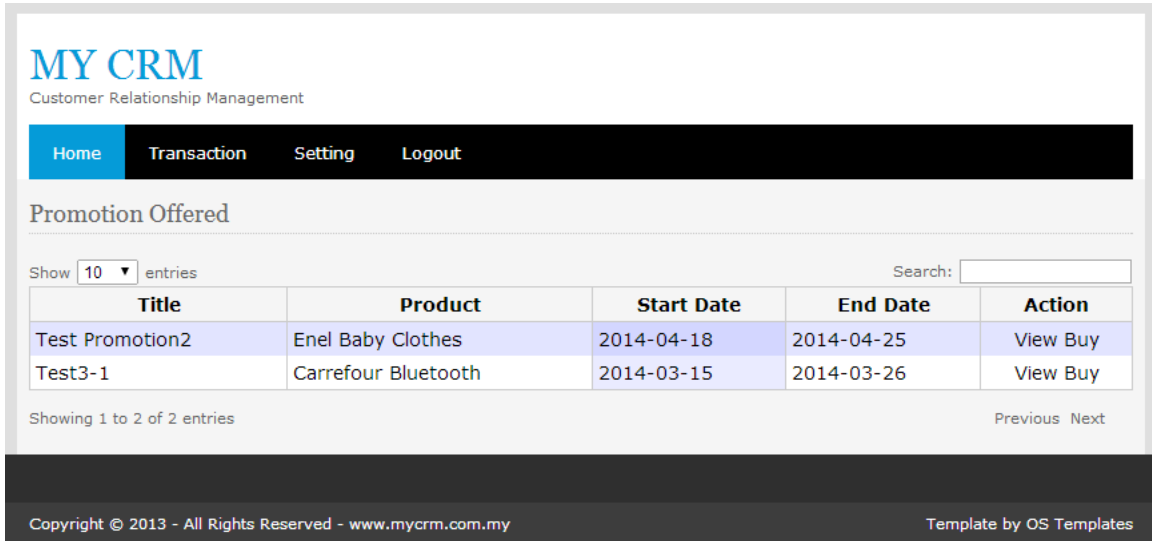 MY CRM
Customer Relationship Management
Home Transaction Setting Logout
Promotion Offered
Show 10 entries Search:
Title Product Start Date End Date Action
Test Promotion2 Enel Baby Clothes 2014-04-18 2014-04-25 View Buy
Test3-1 Carrefour Bluetooth 2014-03-15 2014-03-26 View Buy
Showing 1 to 2 of 2 entries Previous Next
Copyright © 2013 - All Rights Reserved - www.mycrm.com.my Template by OS Templates